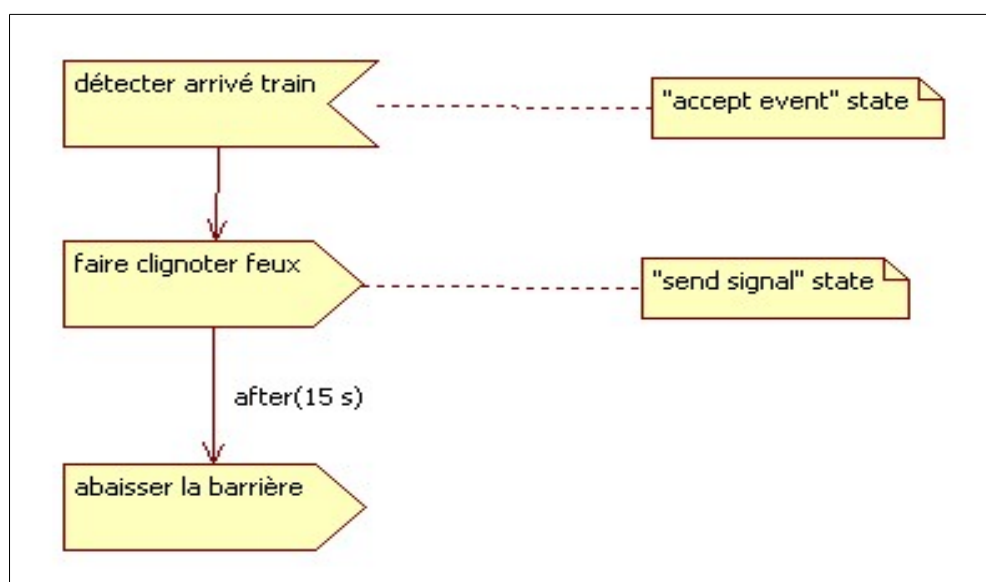 détecter arrivé train
"accept event" state
faire clignoter feux
"send signal" state
after(15 s)
abaisser la barrière